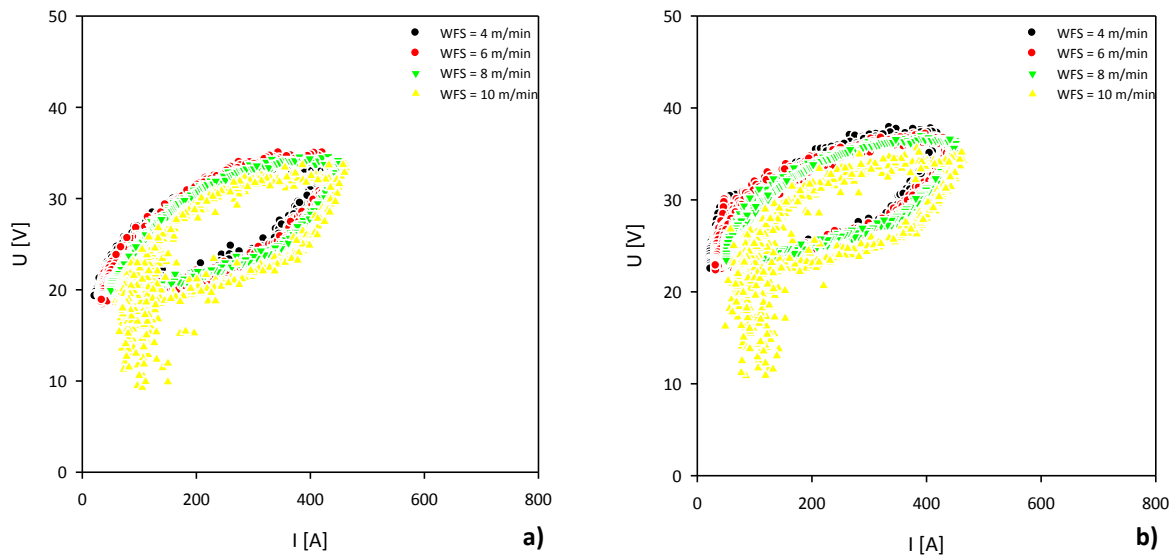 50
WFS = 4 m/min
WFS = 6 m/min
WFS = 8 m/min
WFS = 10 m/min
40
30
U [V]
20
10
0
0 200 400 600 800
I [A]
a)
50
WFS = 4 m/min
WFS = 6 m/min
WFS = 8 m/min
WFS = 10 m/min
40
30
U [V]
20
10
0
0 200 400 600 800
I [A]
b)